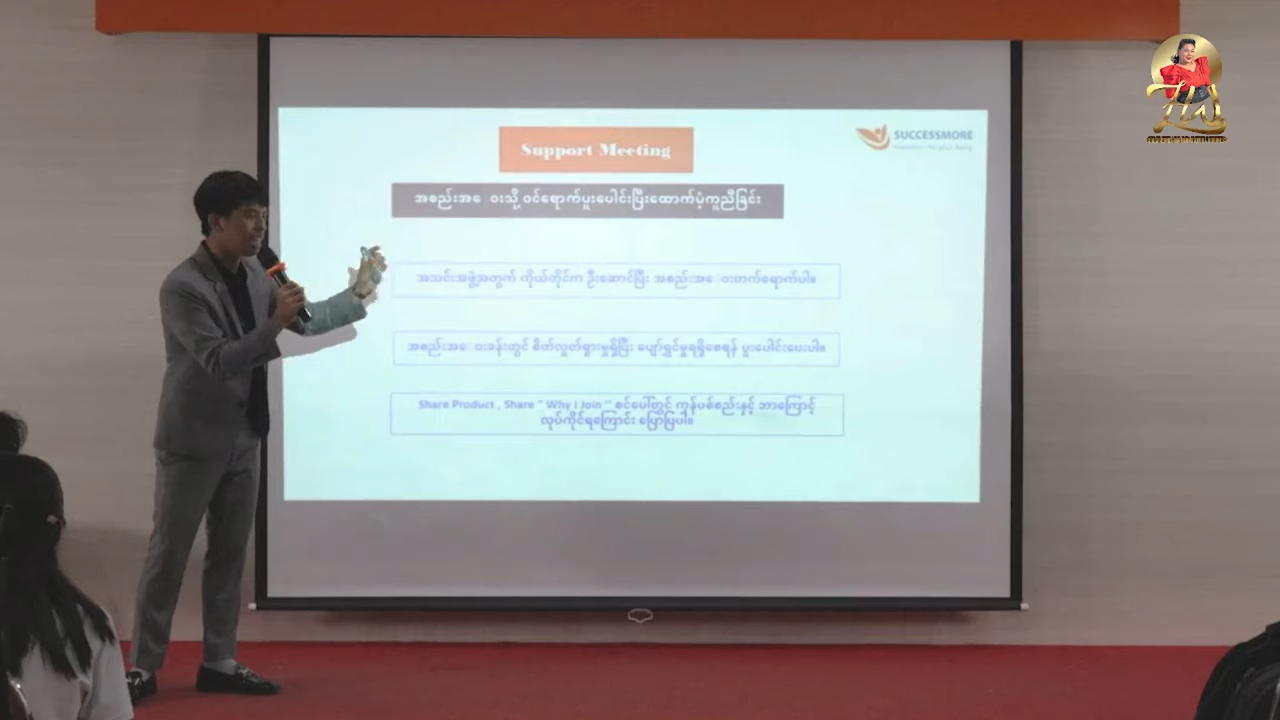 Support Meeting
SUCCESSMORE
အစည်းအ ေ ဝးသို့ ဝင်ရောက်ပူးပေါင်းပြီးထောက်ပံ့ကူညီခြင်း
အသင်းအဖွဲ့အတွက် ကိုယ်တိုင်က ဦးဆောင်ပြီး အစည်းအ ေ ဝးတက်ရောက်ပါ။
အစည်းအ ေ ဝးခန်းတွင် စိတ်လှုတ်ရှားမှုရှိပြီး ပျော်ရွှင်မှုရရှိစေရန် ပူးပေါင်းပေးပါ။
Share Product , Share " Why I Join " စင်ပေါ်တွင် ကုန်ပစ်စည်းနှင့် ဘာကြောင့်
လုပ်ကိုင်ရကြောင်း ပြောပြပါ။